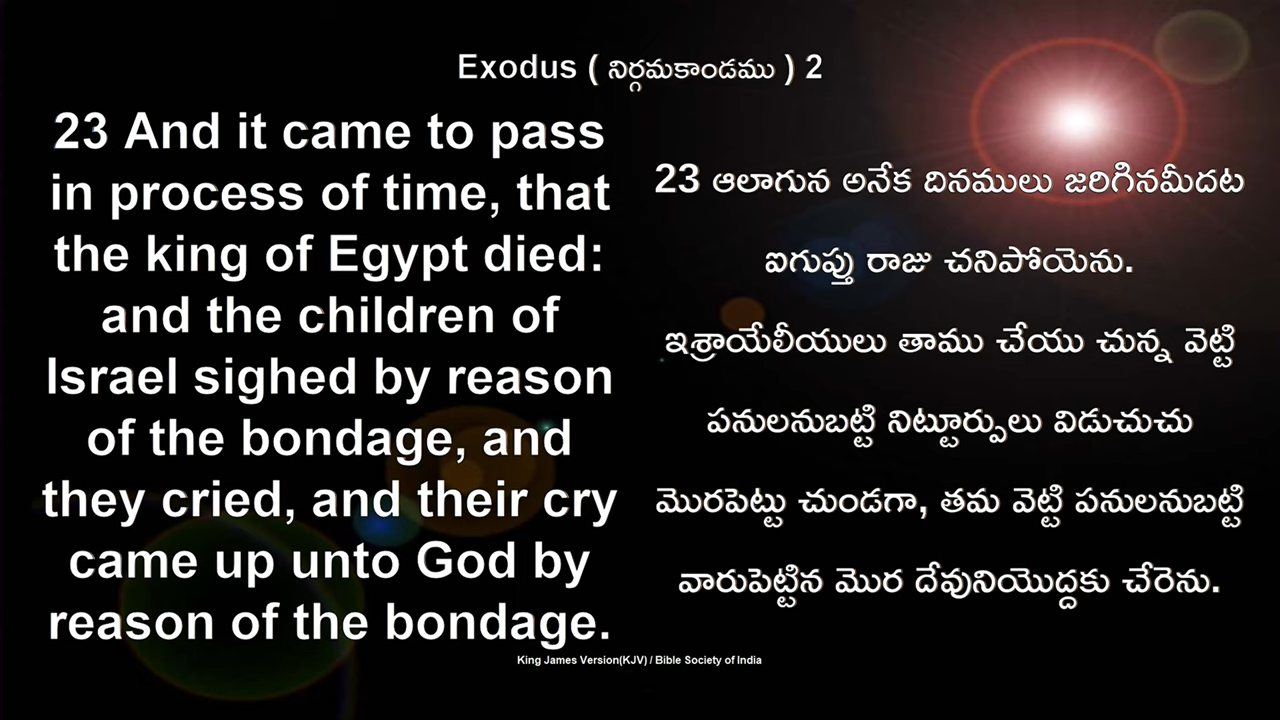 Exodus ( నిర్గమకాండము ) 2
23 And it came to pass
in process of time, that
the king of Egypt died:
and the children of
Israel sighed by reason
of the bondage, and
they cried, and their cry
came up unto God by
reason of the bondage.
23 ఆలాగున అనేక దినములు జరిగినమీదట
ఐగుప్తు రాజు చనిపోయెను.
ఇశ్రాయేలీయులు తాము చేయు చున్న వెట్టి
పనులనుబట్టి నిట్టూర్పులు విడుచుచు
మొరపెట్టు చుండగా, తమ వెట్టి పనులనుబట్టి
వారుపెట్టిన మొర దేవునియొద్దకు చేరెను.
King James Version(KJV) / Bible Society of India